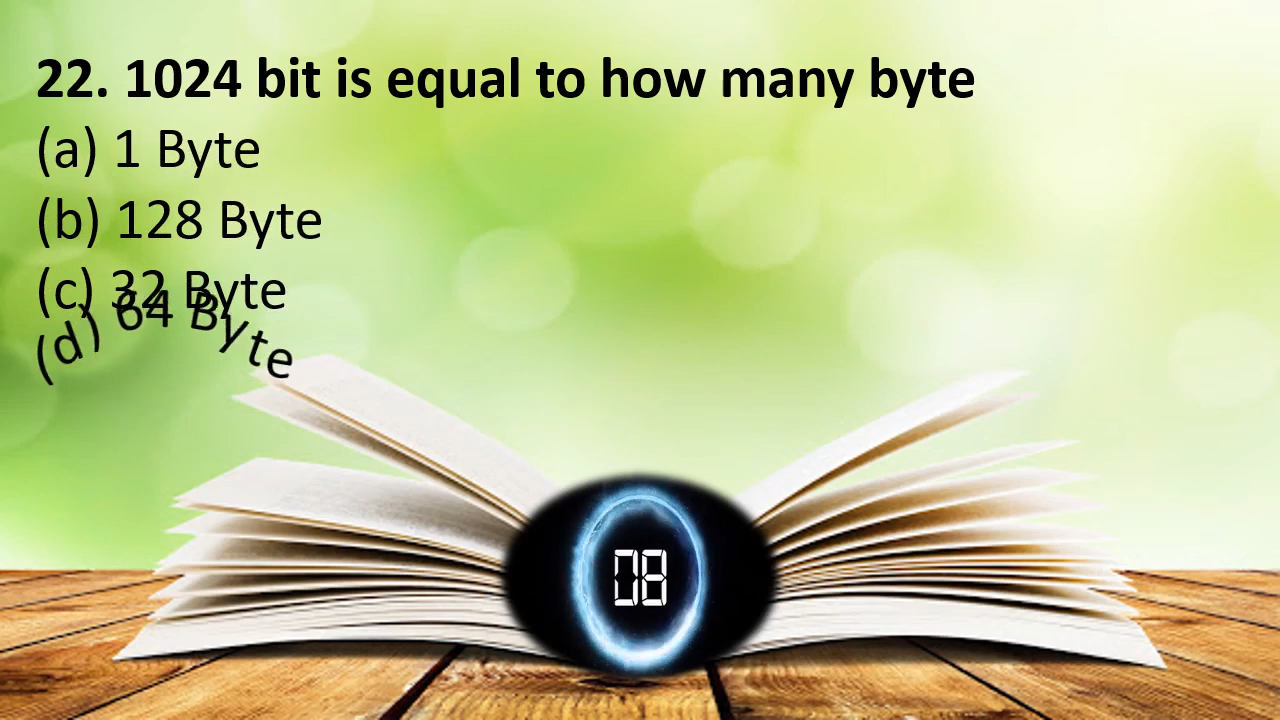 22. 1024 bit is equal to how many byte
(a) 1 Byte
(b) 128 Byte
(c) 32 Byte
(d) 64 Byte
08